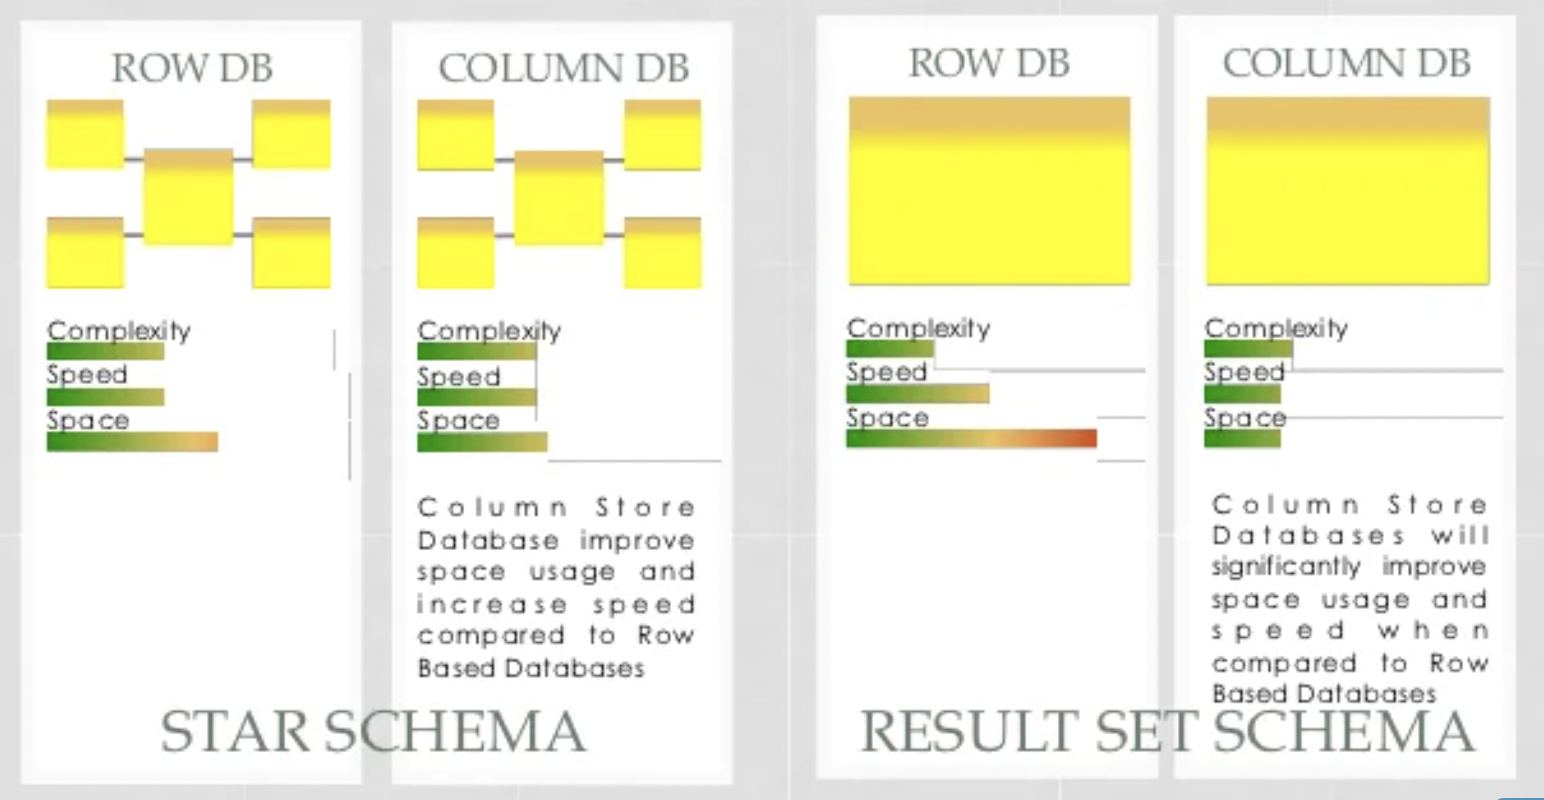 ROW DB
Complexity
Speed
Space
COLUMN DB
Complexity
Speed
Space
Column Store
Database improve
space usage and
increase speed
compared to Row
Based Databases
STAR SCHEMA
ROW DB
Complexity
Speed
Space
COLUMN DB
Complexity
Speed
Space
Column Store
Databases will
significantly improve
space usage and
speed when
compared to Row
Based Databases
RESULT SET SCHEMA